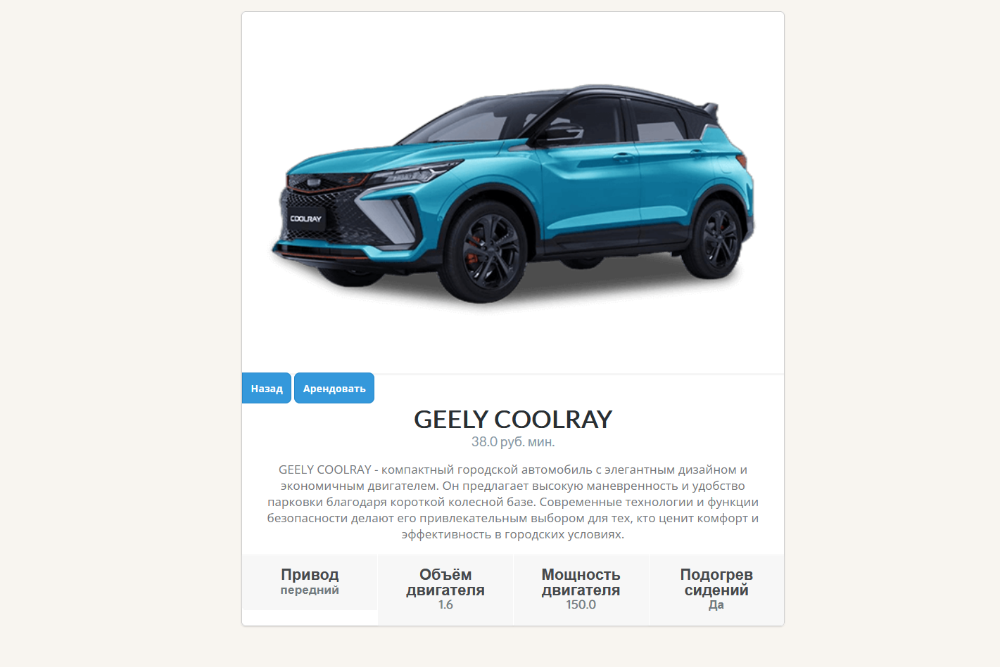 COOLRAY
Назад
Арендовать
GEELY COOLRAY
38.0 руб. мин.
GEELY COOLRAY - компактный городской автомобиль с элегантным дизайном и
экономичным двигателем. Он предлагает высокую маневренность и удобство
парковки благодаря короткой колесной базе. Современные технологии и функции
безопасности делают его привлекательным выбором для тех, кто ценит комфорт и
эффективность в городских условиях.
Привод
передний
Объём
двигателя
1.6
Мощность
двигателя
150.0
Подогрев
сидений
Да